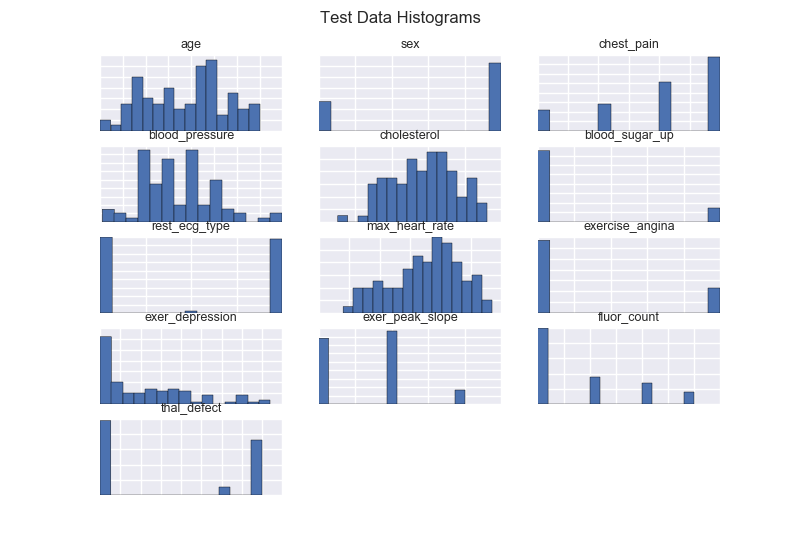 Test Data Histograms
age
sex
chest_pain
blood_pressure
cholesterol
blood_sugar_up
rest_ecg_type
max_heart_rate
exercise_angina
exer_depression
exer_peak_slope
fluor_count
thal_defect